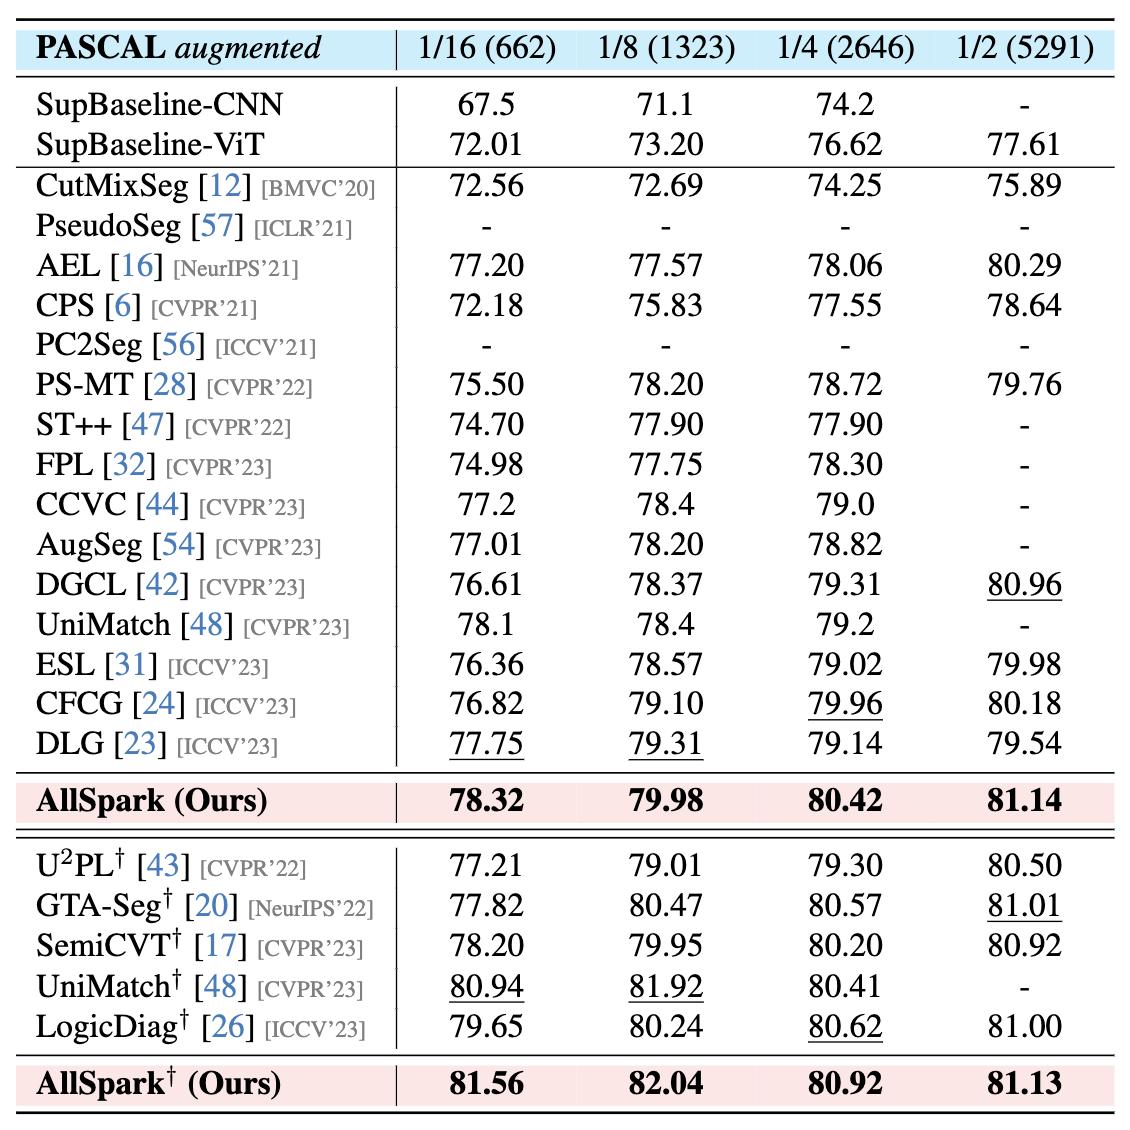 PASCAL augmented 1/16 (662) 1/8 (1323) 1/4 (2646) 1/2 (5291)
SupBaseline-CNN 67.5 71.1 74.2 -
SupBaseline-ViT 72.01 73.20 76.62 77.61
CutMixSeg [12] [BMVC'20] 72.56 72.69 74.25 75.89
PseudoSeg [57] [ICLR'21] - - - -
AEL [16] [NeurIPS'21] 77.20 77.57 78.06 80.29
CPS [6] [CVPR'21] 72.18 75.83 77.55 78.64
PC2Seg [56] [ICCV'21] - - - -
PS-MT [28] [CVPR'22] 75.50 78.20 78.72 79.76
ST++ [47] [CVPR'22] 74.70 77.90 77.90 -
FPL [32] [CVPR'23] 74.98 77.75 78.30 -
CCVC [44] [CVPR'23] 77.2 78.4 79.0 -
AugSeg [54] [CVPR'23] 77.01 78.20 78.82 -
DGCL [42] [CVPR'23] 76.61 78.37 79.31 80.96
UniMatch [48] [CVPR'23] 78.1 78.4 79.2 -
ESL [31] [ICCV'23] 76.36 78.57 79.02 79.98
CFCG [24] [ICCV'23] 76.82 79.10 79.96 80.18
DLG [23] [ICCV'23] 77.75 79.31 79.14 79.54
AllSpark (Ours) 78.32 79.98 80.42 81.14
U²PL† [43] [CVPR'22] 77.21 79.01 79.30 80.50
GTA-Seg† [20] [NeurIPS'22] 77.82 80.47 80.57 81.01
SemiCVT† [17] [CVPR'23] 78.20 79.95 80.20 80.92
UniMatch† [48] [CVPR'23] 80.94 81.92 80.41 -
LogicDiag† [26] [ICCV'23] 79.65 80.24 80.62 81.00
AllSpark† (Ours) 81.56 82.04 80.92 81.13